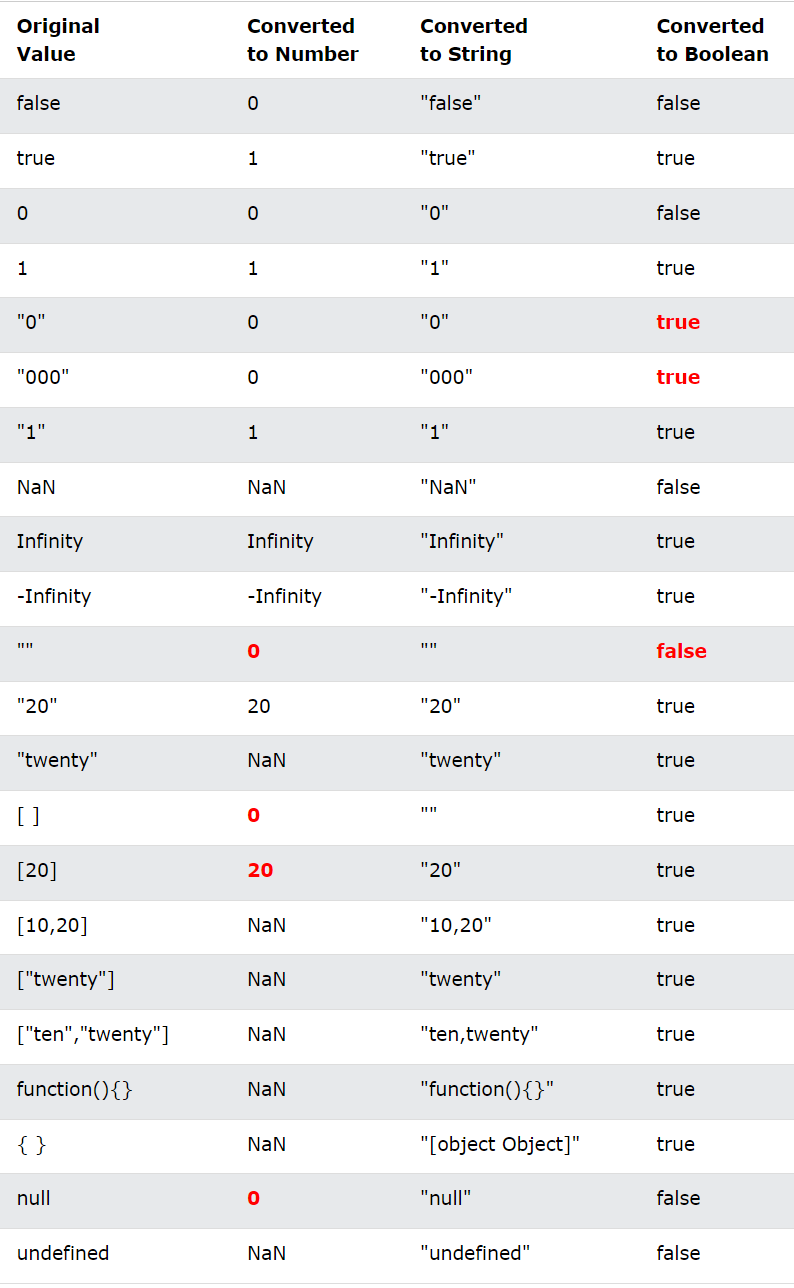 Original Value Converted to Number Converted to String Converted to Boolean
false 0 "false" false
true 1 "true" true
0 0 "0" false
1 1 "1" true
"0" 0 "0" true
"000" 0 "000" true
"1" 1 "1" true
NaN NaN "NaN" false
Infinity Infinity "Infinity" true
-Infinity -Infinity "-Infinity" true
"" 0 "" false
"20" 20 "20" true
"twenty" NaN "twenty" true
[ ] 0 "" true
[20] 20 "20" true
[10,20] NaN "10,20" true
["twenty"] NaN "twenty" true
["ten","twenty"] NaN "ten,twenty" true
function(){} NaN "function(){}" true
{ } NaN "[object Object]" true
null 0 "null" false
undefined NaN "undefined" false